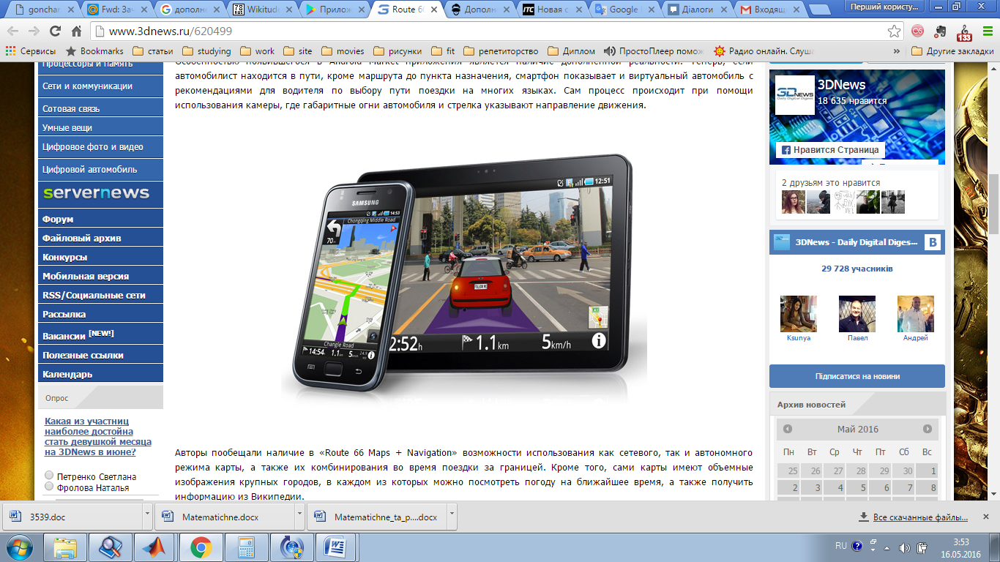 gonchar
Fwd: Зач
дополн
Wikitude
Прилож
Route 66
Дополн
Новая с
Google
Діалоги
Входящ
Перший користу...
www.3dnews.ru/620499
133
Сервисы
Bookmarks
статьи
studying
work
site
movies
рисунки
fit
репетиторство
Диплом
ПростоПлеер помож
Радио онлайн. Слуша
»
Другие закладки
Процессоры и память
Сети и коммуникации
Сотовая связь
Умные вещи
Цифровое фото и видео
Цифровой автомобиль
servernews
Форум
Файловый архив
Конкурсы
Мобильная версия
RSS/Социальные сети
Рассылка
Вакансии [NEW!]
Полезные ссылки
Календарь
Опрос
Какая из участниц
наиболее достойна
стать девушкой месяца
на 3DNews в июне?
Петренко Светлана
Фролова Наталья
Особенностью появившегося в Android Market приложения является наличие дополненной реальности. Теперь, если
автомобилист находится в пути, кроме маршрута до пункта назначения, смартфон показывает и виртуальный автомобиль с
рекомендациями для водителя по выбору пути поездки на многих языках. Сам процесс происходит при помощи
использования камеры, где габаритные огни автомобиля и стрелка указывают направление движения.
SAMSUNG
14:53
Chongqing Middle Road
70 m
Changle Road
14:54 1.1 km 5 km/h
12:51
FOLLOW ME
2:52h 1.1 km 5 km/h
Авторы пообещали наличие в «Route 66 Maps + Navigation» возможности использования как сетевого, так и автономного
режима карты, а также их комбинирования во время поездки за границей. Кроме того, сами карты имеют объемные
изображения крупных городов, в каждом из которых можно посмотреть погоду на ближайшее время, а также получить
информацию из Википедии.
3DNEWS
Daily Digital Digest
3DNews
18 635 нравится
Нравится Страница
2 друзьям это нравится
3DNews - Daily Digital Diges...
B
29 728 учасників
Ksunya
Павел
Андрей
Підписатися на новини
Архив новостей
Май 2016
Пн Вт Ср Чт Пт Сб Вс
25 26 27 28 29 30 1
2 3 4 5 6 7 8
3539.doc
Matematichne.docx
Matematichne_ta_p....docx
Все скачанные файлы...
RU
3:53
16.05.2016